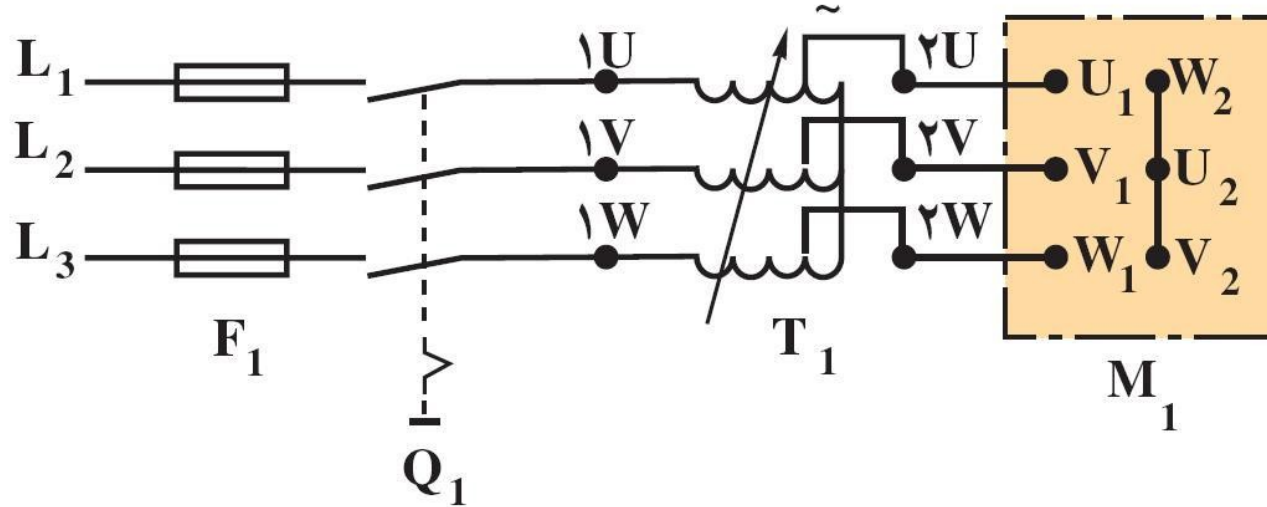 ~
L₁ ۱U ۲U U₁ W₂
L₂ ۱V ۲V V₁ U₂
L₃ ۱W ۲W W₁ V₂
F₁ T₁ M₁
Q₁